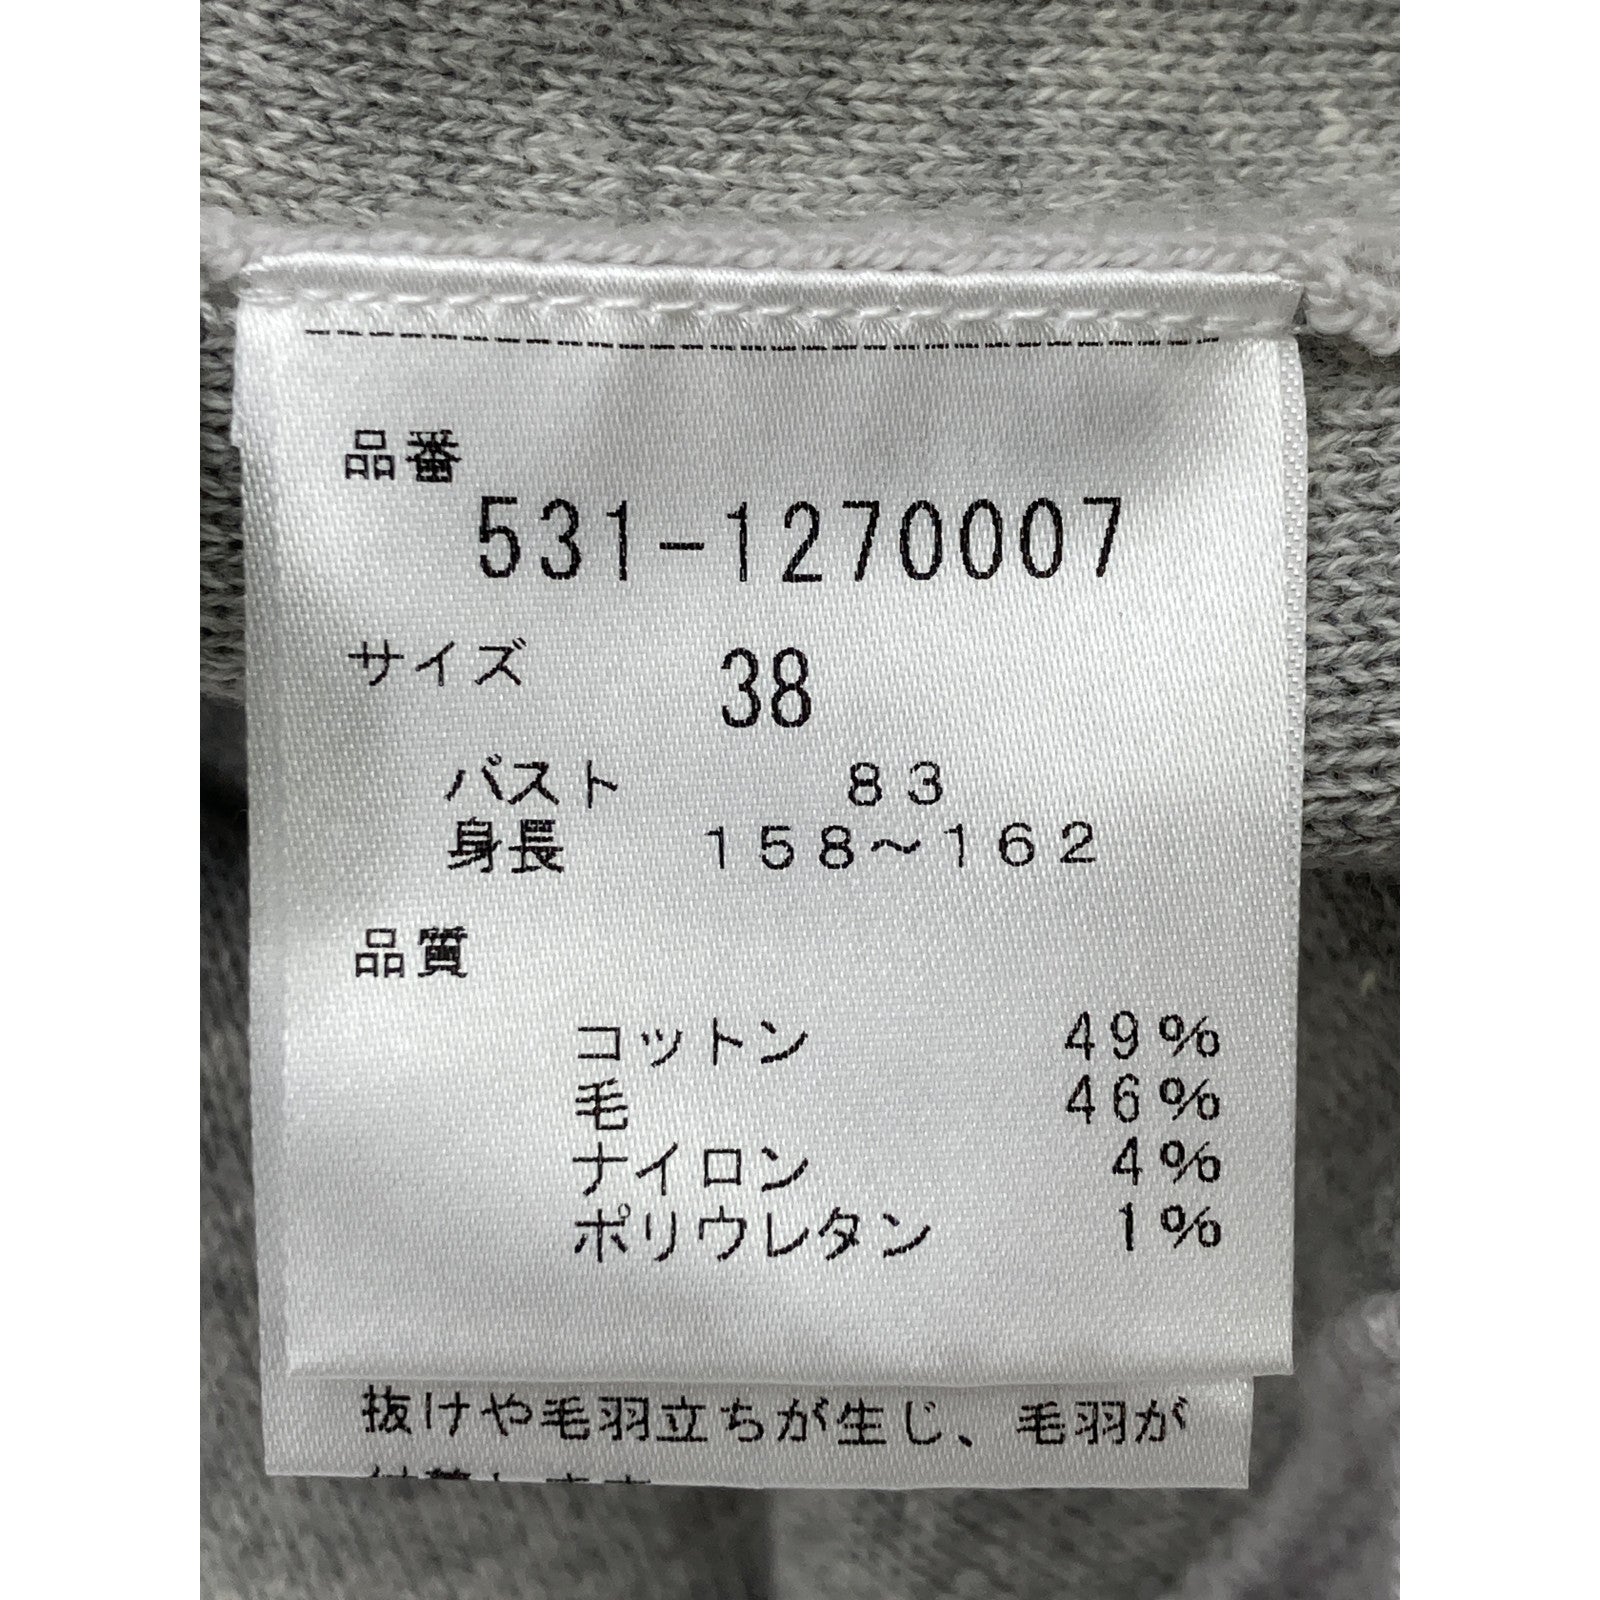 品番
531-1270007
サイズ 38
バスト 83
身長 158～162
品質
コットン 49%
毛 46%
ナイロン 4%
ポリウレタン 1%
抜けや毛羽立ちが生じ、毛羽が